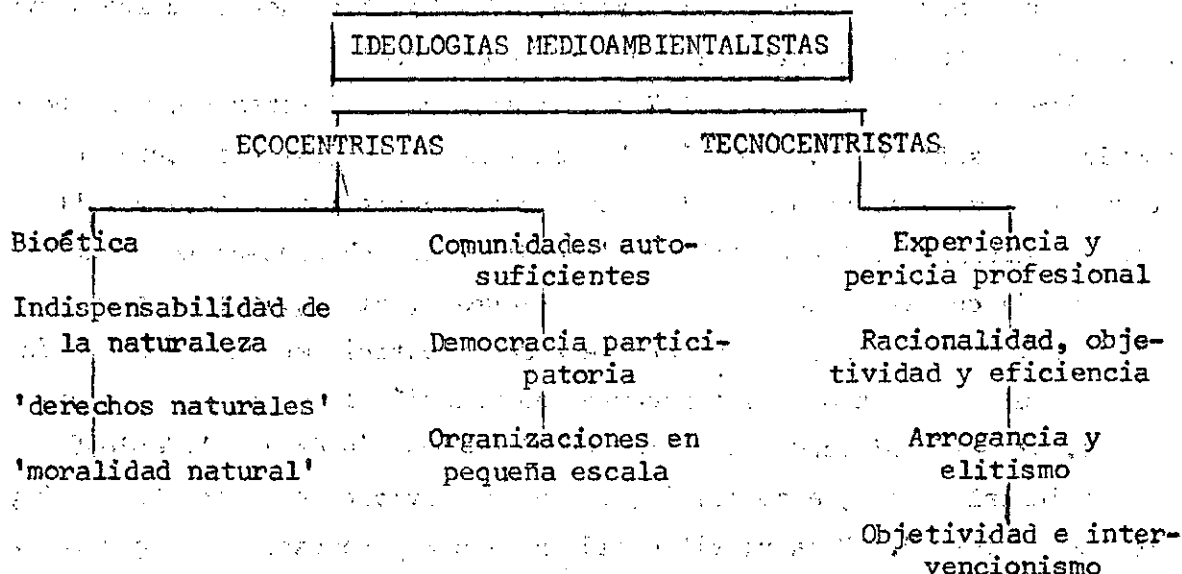 IDEOLOGIAS MEDIOAMBIENTALISTAS
ECOCENTRISTAS
TECNOCENTRISTAS
Bioética
Indispensabilidad de
la naturaleza
'derechos naturales'
'moralidad natural'
Comunidades auto-
suficientes
Democracia partici-
patoria
Organizaciones en
pequeña escala
Experiencia y
pericia profesional
Racionalidad, obje-
tividad y eficiencia
Arrogancia y
elitismo
Objetividad e inter-
vencionismo